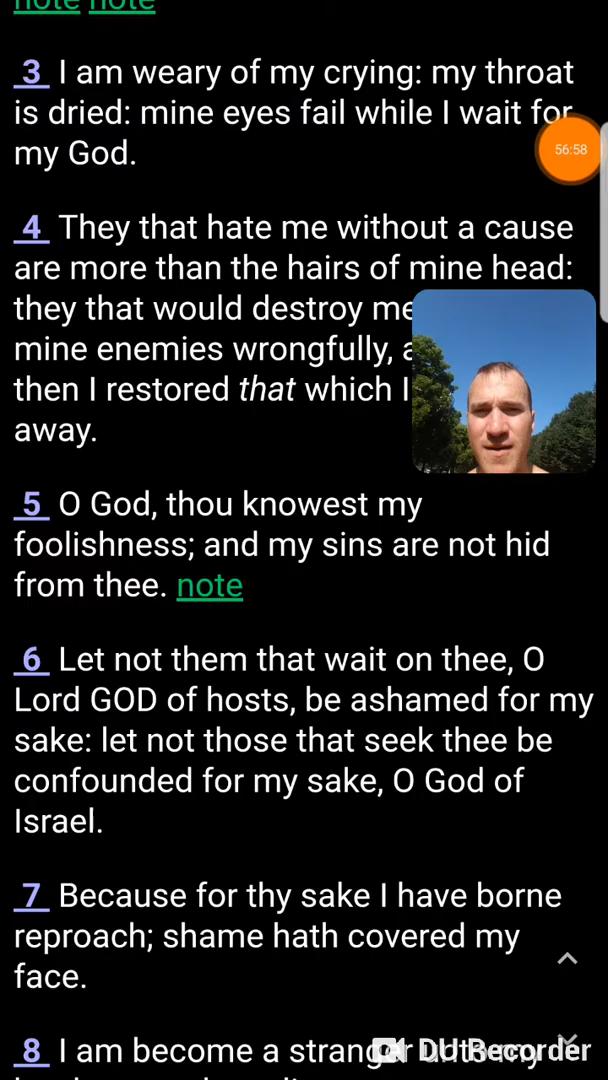 note note
3 I am weary of my crying: my throat
is dried: mine eyes fail while I wait for
my God.
56:58
4 They that hate me without a cause
are more than the hairs of mine head:
they that would destroy me
mine enemies wrongfully,
then I restored that which I
away.
5 O God, thou knowest my
foolishness; and my sins are not hid
from thee. note
6 Let not them that wait on thee, O
Lord GOD of hosts, be ashamed for my
sake: let not those that seek thee be
confounded for my sake, O God of
Israel.
7 Because for thy sake I have borne
reproach; shame hath covered my
face.
8 I am become a stranger
DU Recorder